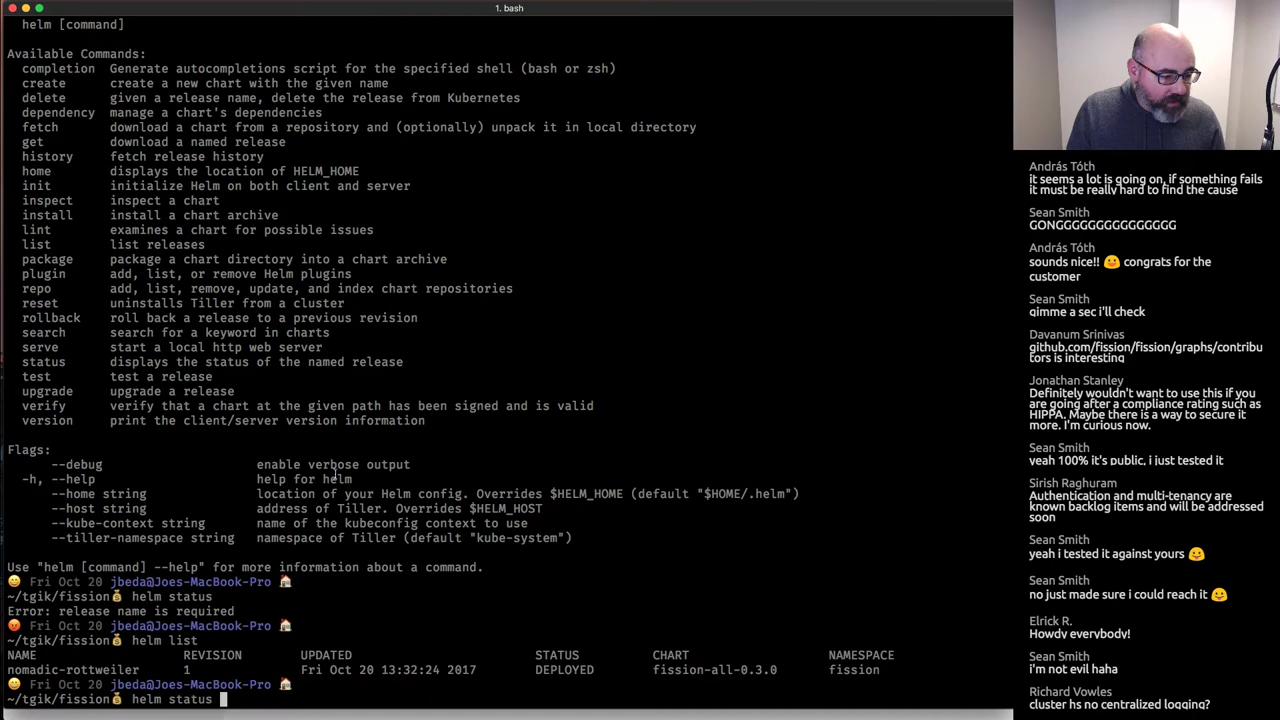 1. bash
helm [command]
Available Commands:
completion Generate autocompletions script for the specified shell (bash or zsh)
create create a new chart with the given name
delete given a release name, delete the release from Kubernetes
dependency manage a chart's dependencies
fetch download a chart from a repository and (optionally) unpack it in local directory
get download a named release
history fetch release history
home displays the location of HELM_HOME
init initialize Helm on both client and server
inspect inspect a chart
install install a chart archive
lint examines a chart for possible issues
list list releases
package package a chart directory into a chart archive
plugin add, list, or remove Helm plugins
repo add, list, remove, update, and index chart repositories
reset uninstalls Tiller from a cluster
rollback roll back a release to a previous revision
search search for a keyword in charts
serve start a local http web server
status displays the status of the named release
test test a release
upgrade upgrade a release
verify verify that a chart at the given path has been signed and is valid
version print the client/server version information
Flags:
--debug enable verbose output
-h, --help help for helm
--home string location of your Helm config. Overrides $HELM_HOME (default "$HOME/.helm")
--host string address of Tiller. Overrides $HELM_HOST
--kube-context string name of the kubeconfig context to use
--tiller-namespace string namespace of Tiller (default "kube-system")
Use "helm [command] --help" for more information about a command.
😄 Fri Oct 20 jbeda@Joes-MacBook-Pro 🏠
~/tgik/fission💰 helm status
Error: release name is required
😡 Fri Oct 20 jbeda@Joes-MacBook-Pro 🏠
~/tgik/fission💰 helm list
NAME REVISION UPDATED STATUS CHART NAMESPACE
nomadic-rottweiler 1 Fri Oct 20 13:32:24 2017 DEPLOYED fission-all-0.3.0 fission
😄 Fri Oct 20 jbeda@Joes-MacBook-Pro 🏠
~/tgik/fission💰 helm status
András Tóth
it seems a lot is going on, if something fails
it must be really hard to find the cause
Sean Smith
GONGGGGGGGGGGGGGGG
András Tóth
sounds nice!! 😛 congrats for the
customer
Sean Smith
gimme a sec i'll check
Davanum Srinivas
github.com/fission/fission/graphs/contribu
tors is interesting
Jonathan Stanley
Definitely wouldn't want to use this if you
are going after a compliance rating such as
HIPPA. Maybe there is a way to secure it
more. I'm curious now.
Sean Smith
yeah 100% it's public, i just tested it
Sirish Raghuram
Authentication and multi-tenancy are
known backlog items and will be addressed
soon
Sean Smith
yeah i tested it against yours 😛
Sean Smith
no just made sure i could reach it 😛
Elrick R.
Howdy everybody!
Sean Smith
i'm not evil haha
Richard Vowles
cluster hs no centralized logging?